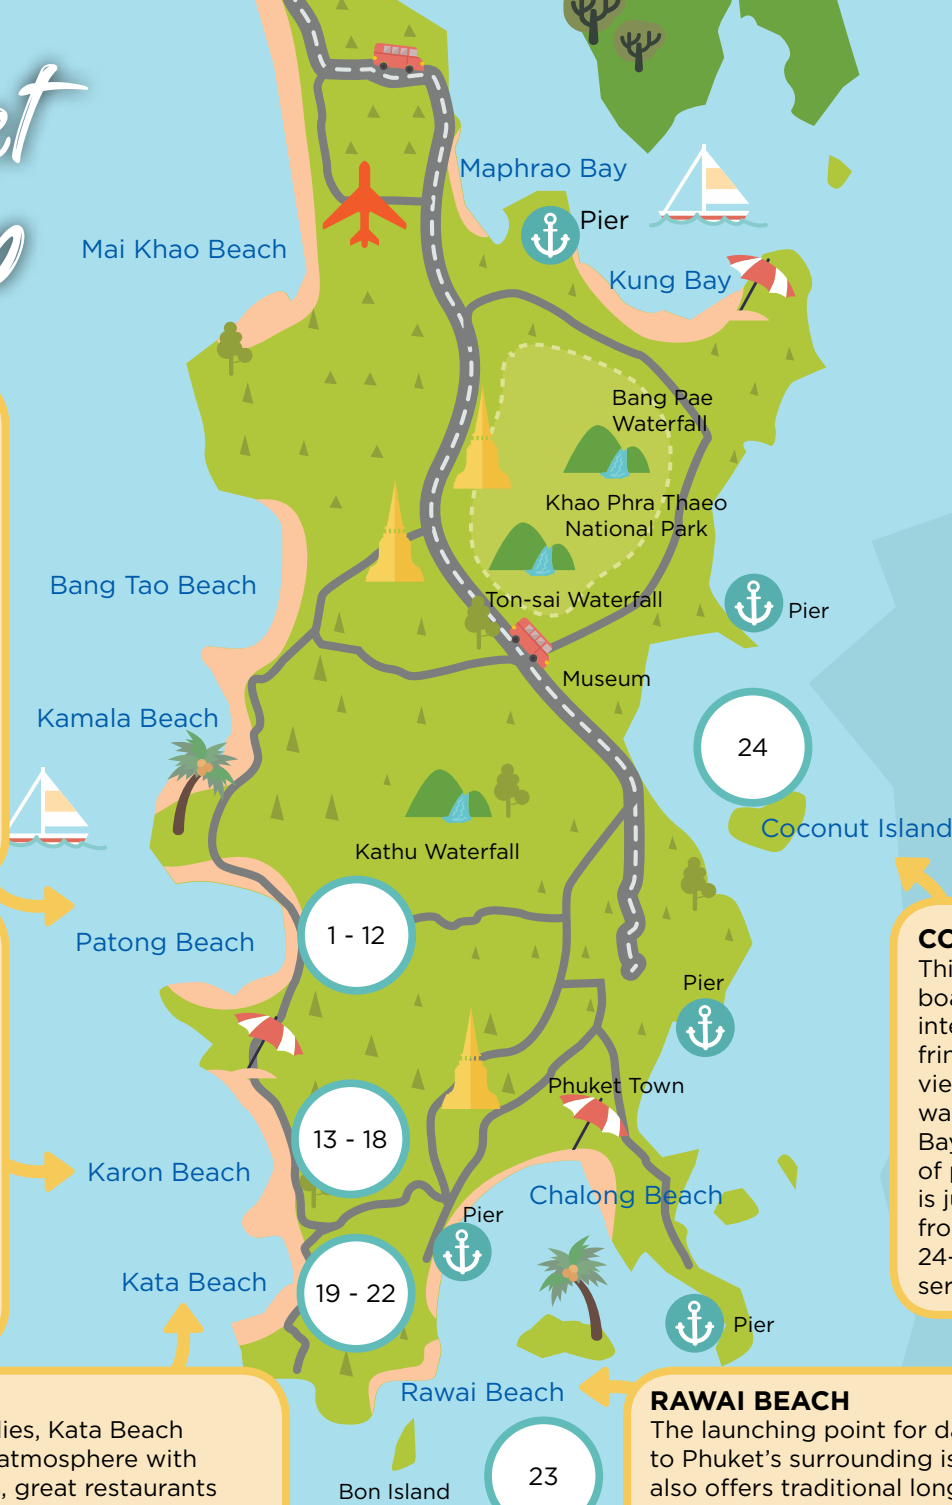 Maphrao Bay
Pier
Mai Khao Beach
Kung Bay
Bang Pae
Waterfall
Khao Phra Thaeo
National Park
Bang Tao Beach
Ton-sai Waterfall
Pier
Museum
Kamala Beach
24
Coconut Island
Kathu Waterfall
1 - 12
Patong Beach
Pier
Phuket Town
13 - 18
Karon Beach
Chalong Beach
Pier
Kata Beach
19 - 22
Pier
Rawai Beach
RAWAI BEACH
The launching point for
to Phuket's surrounding
also offers traditional
Kata Beach
atmosphere with
great restaurants
23
Bon Island
of
is
24-